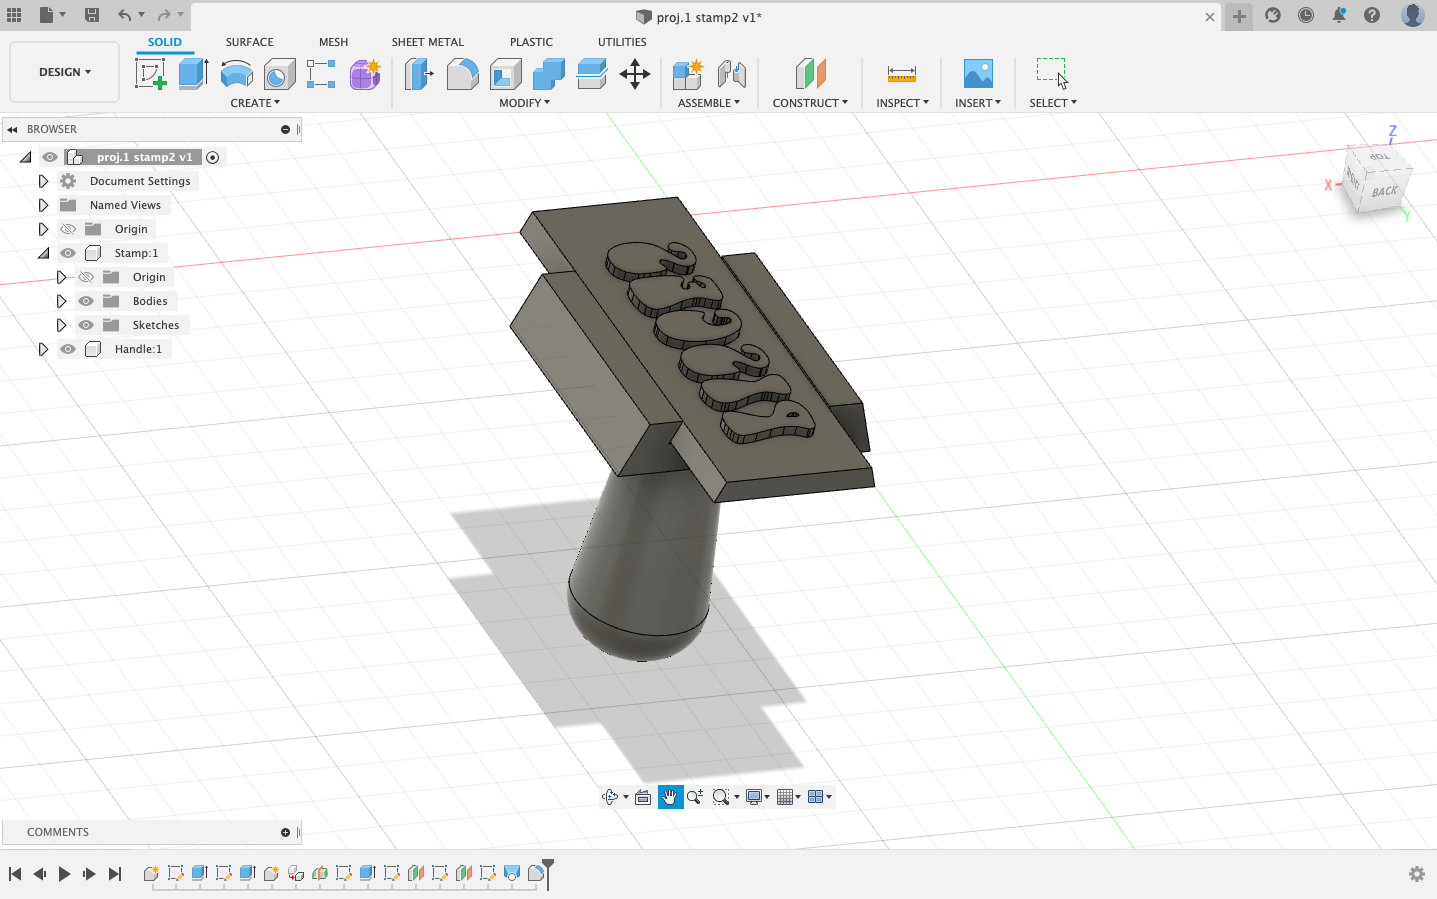 proj.1 stamp2 v1*
SOLID SURFACE MESH SHEET METAL PLASTIC UTILITIES
DESIGN
CREATE MODIFY ASSEMBLE CONSTRUCT INSPECT INSERT SELECT
BROWSER
proj.1 stamp2 v1
Document Settings
Named Views
Origin
Stamp:1
Origin
Bodies
Sketches
Handle:1
Z
TOP
X
BACK
Y
COMMENTS